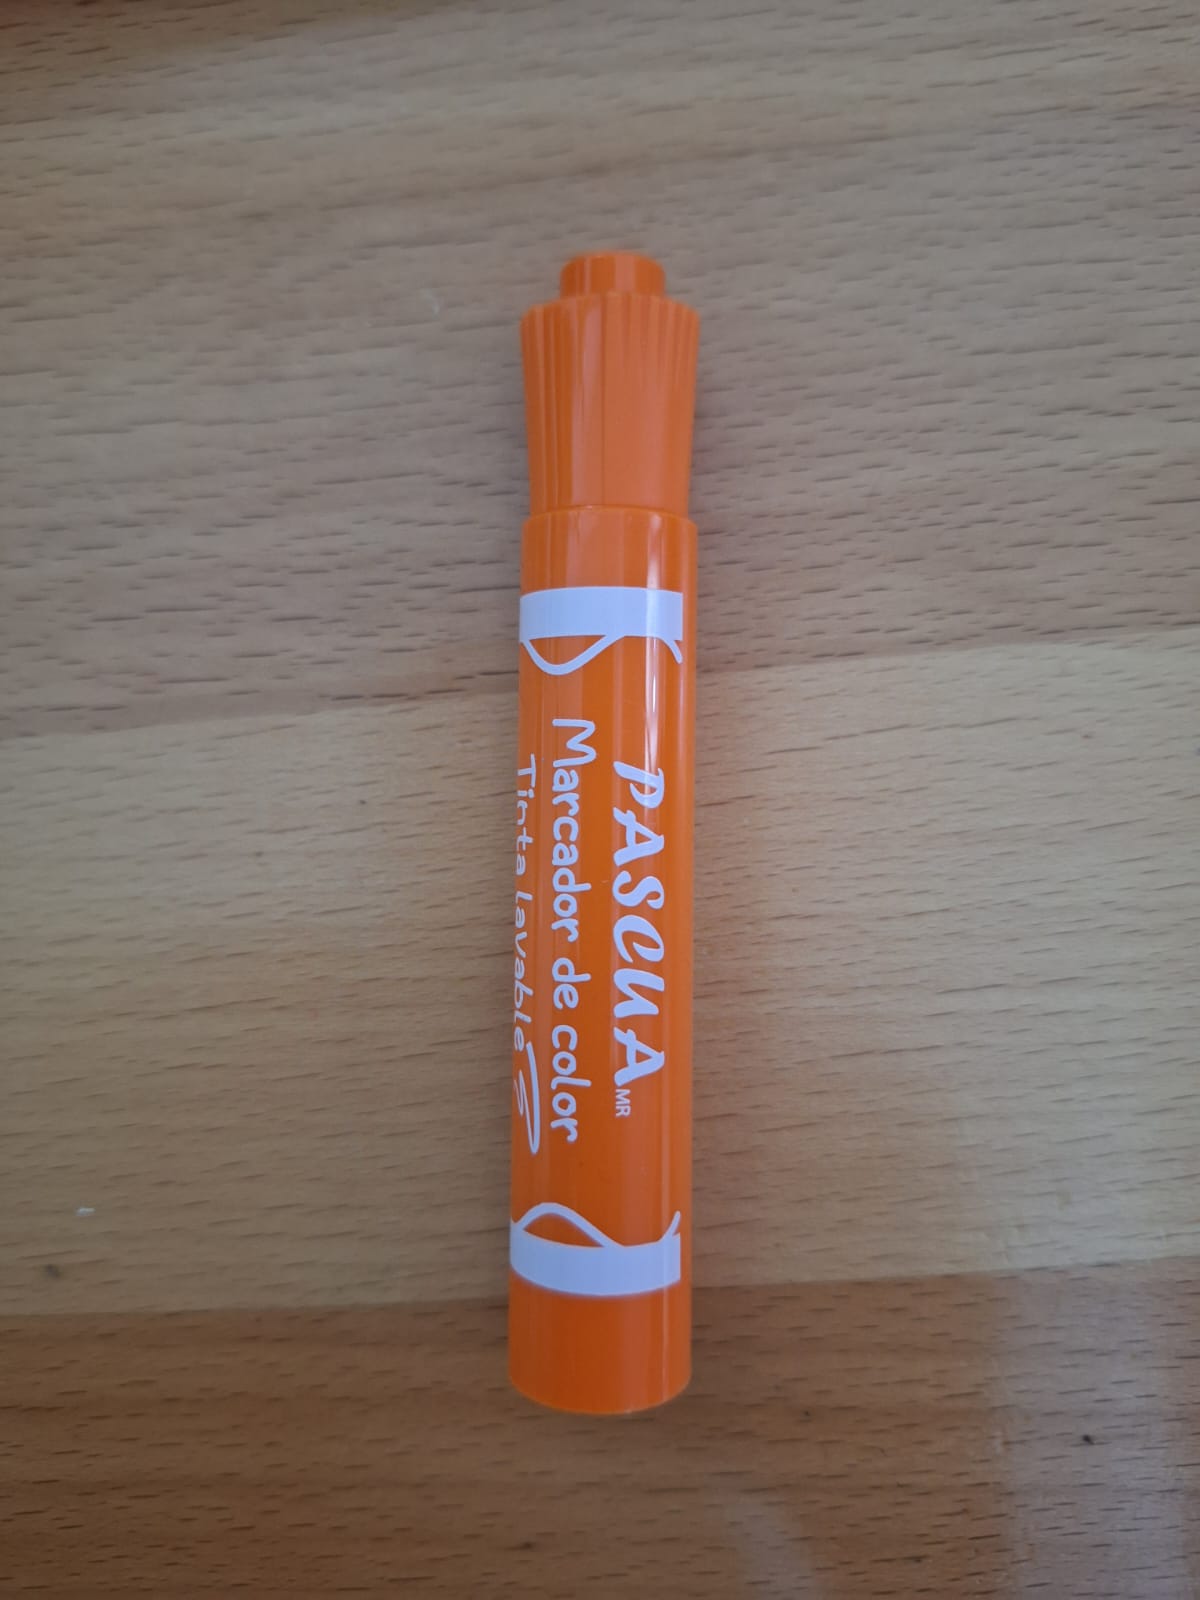 PASCUA MR
Marcador de color
Tinta lavable